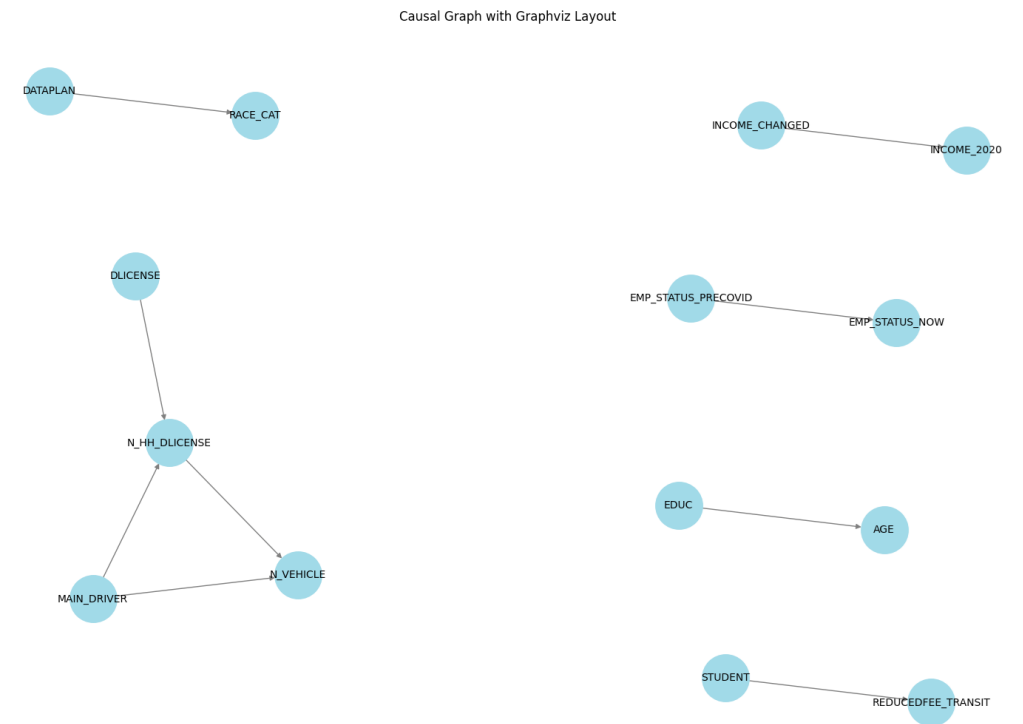 Causal Graph with Graphviz Layout
DATAPLAN
RACE_CAT
INCOME_CHANGED
INCOME_2020
DLICENSE
EMP_STATUS_PRECOVID
EMP_STATUS_NOW
N_HH_DLICENSE
EDUC
AGE
N_VEHICLE
MAIN_DRIVER
STUDENT
REDUCEDFEE_TRANSIT